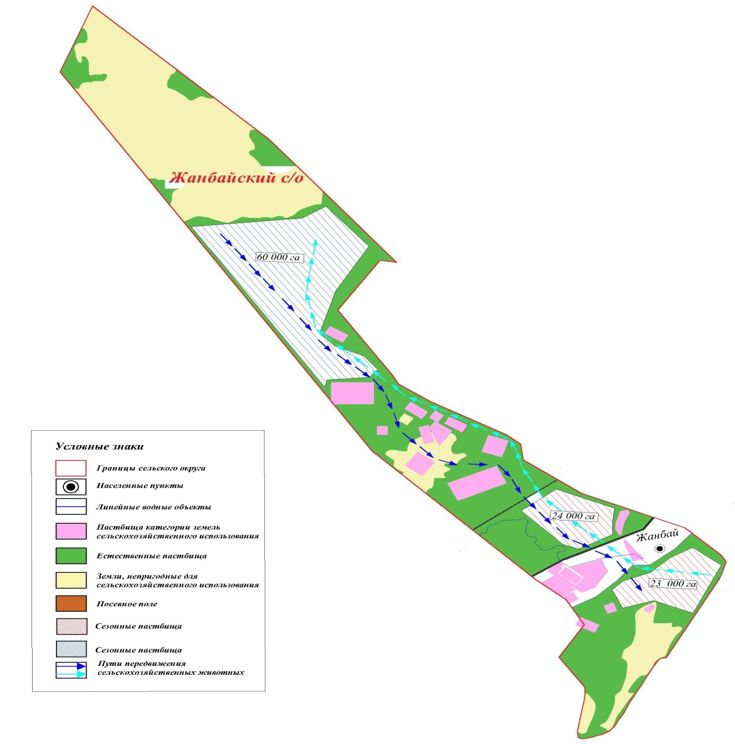 Жанбайский с/о
60 000 га
24 000 га
Жанбай
23 000 га
Условные знаки
Границы сельского округа
Населенные пункты
Линейные водные объекты
Пастбища категории земель
сельскохозяйственного использования
Естественные пастбища
Земли, непригодные для
сельскохозяйственного использования
Посевное поле
Сезонные пастбища
Сезонные пастбища
Пути передвижения
сельскохозяйственных животных